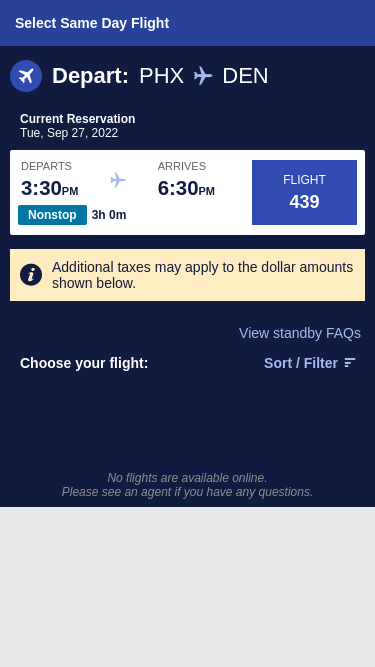 Select Same Day Flight
Depart: PHX DEN
Current Reservation
Tue, Sep 27, 2022
DEPARTS ARRIVES FLIGHT
3:30PM 6:30PM 439
Nonstop 3h 0m
Additional taxes may apply to the dollar amounts
shown below.
View standby FAQs
Choose your flight: Sort / Filter
No flights are available online.
Please see an agent if you have any questions.